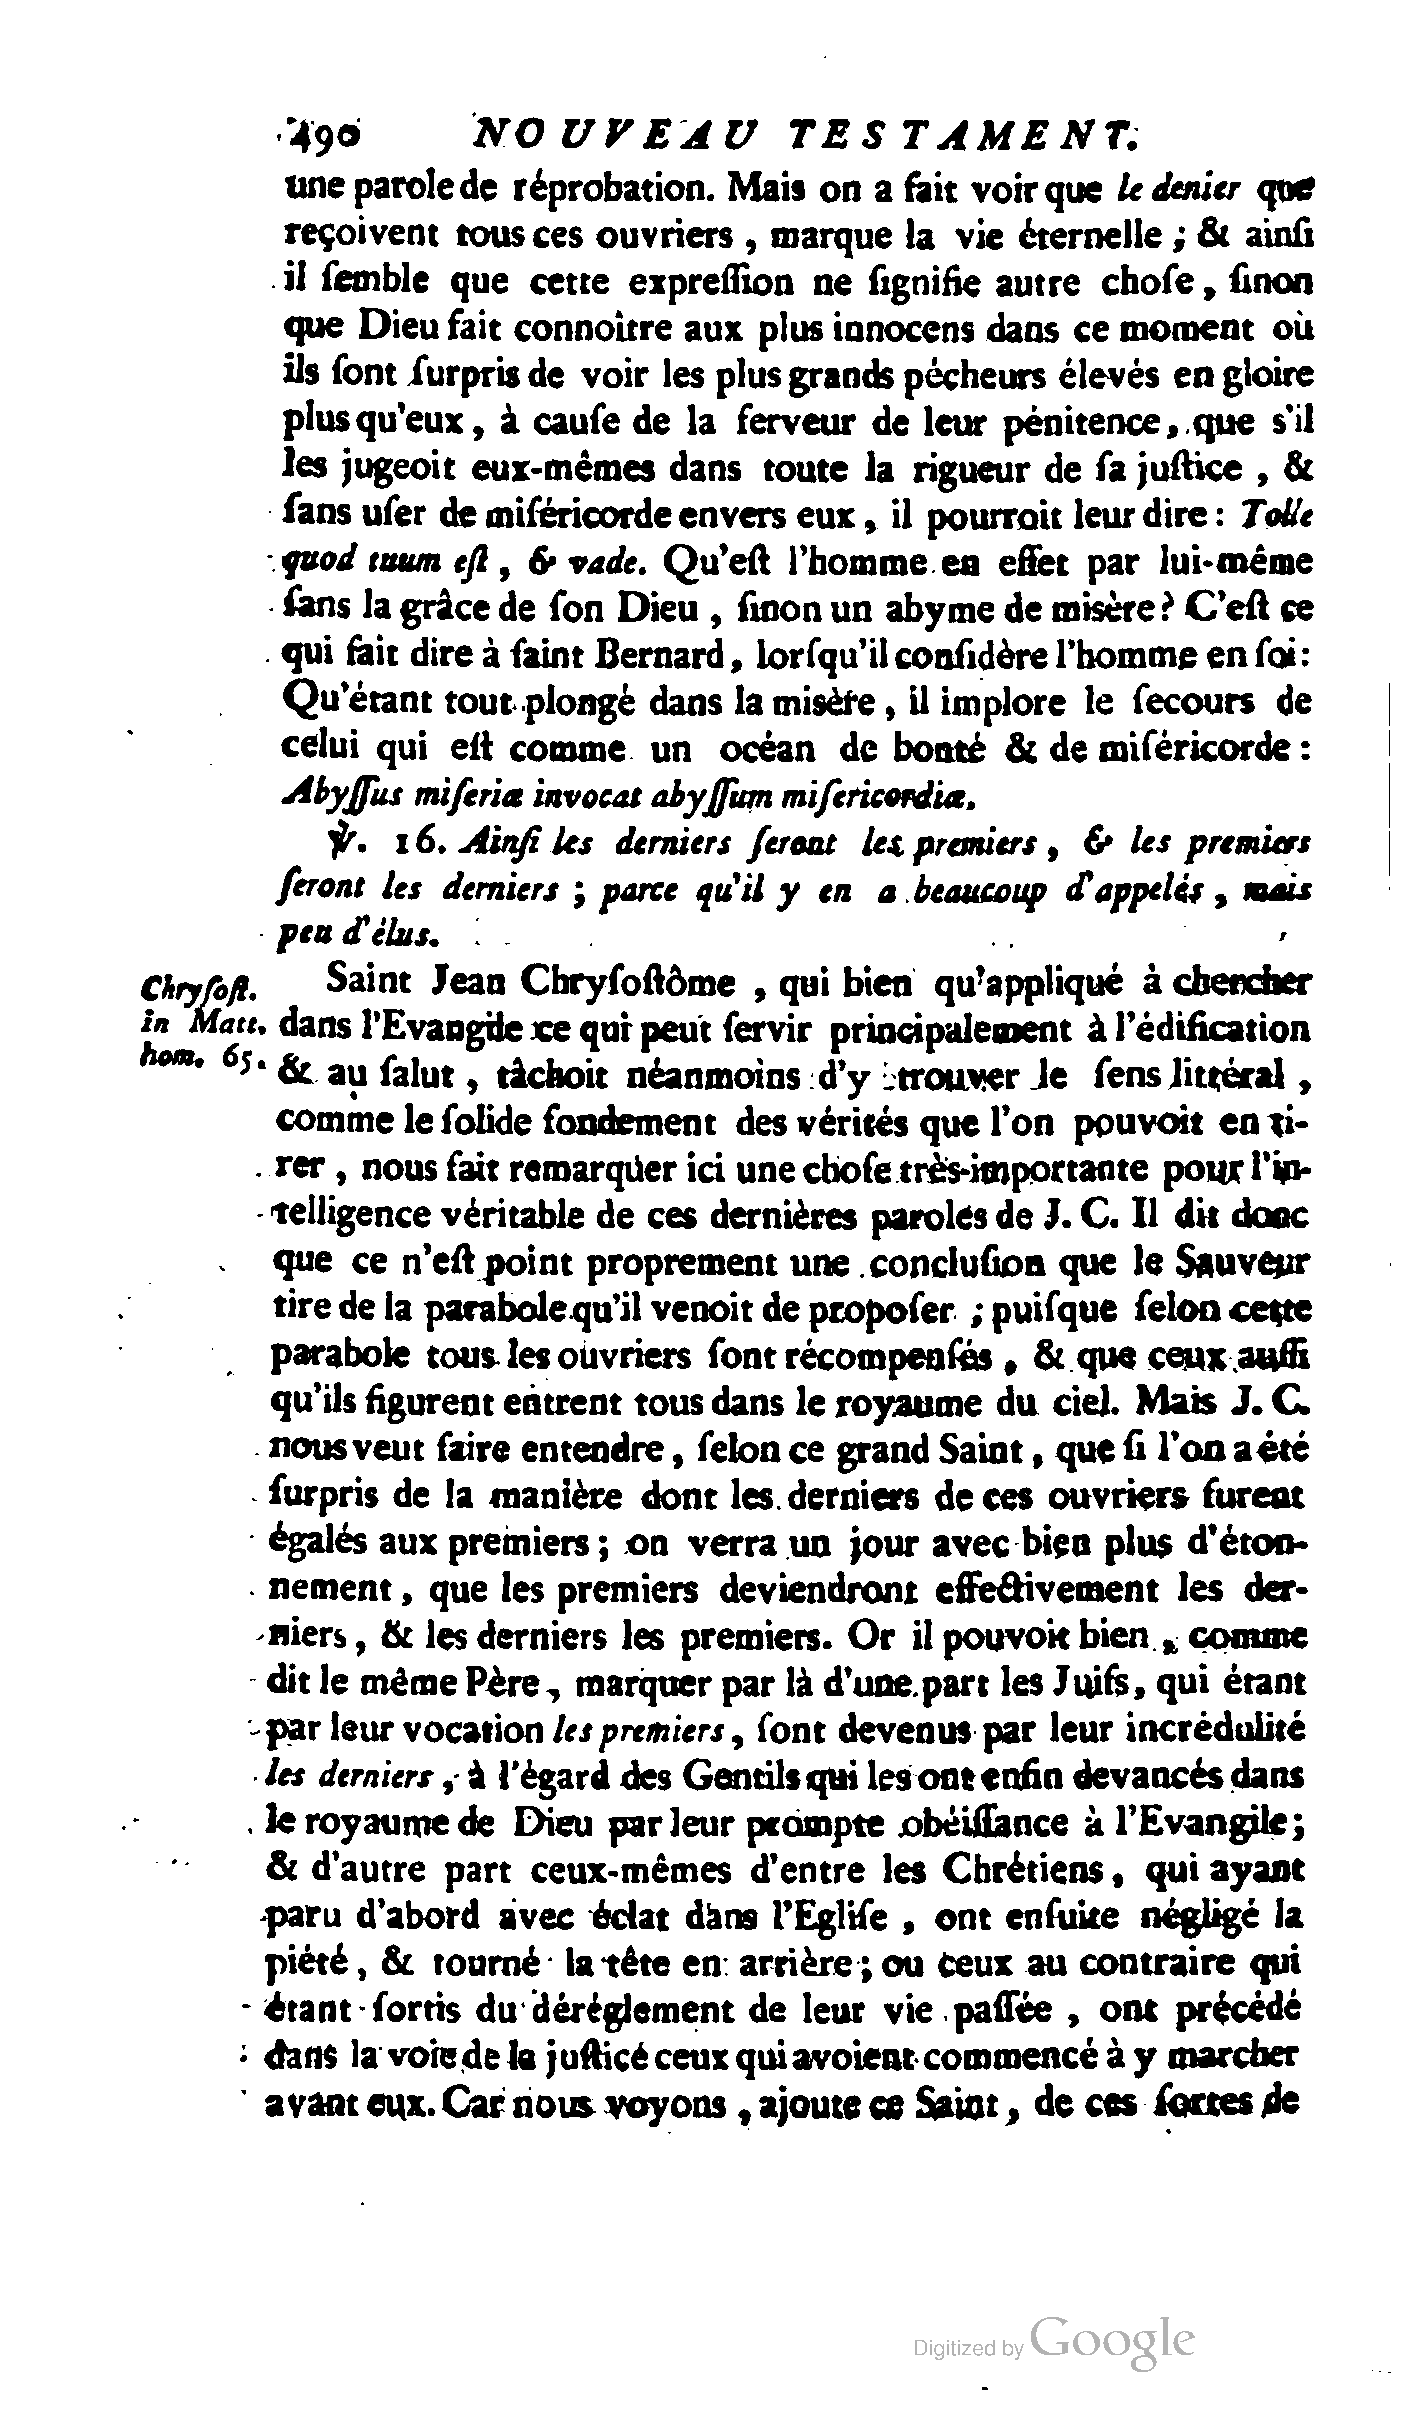 490 NOUVEAU TESTAMENT.
une parole de réprobation. Mais on a fait voir que le denier que
reçoivent tous ces ouvriers, marque la vie éternelle; & ainſi
il ſemble que cette expreſſion ne ſignifie autre choſe, ſinon
que Dieu fait connoître aux plus innocens dans ce moment où
ils ſont ſurpris de voir les plus grands pécheurs élevés en gloire
plus qu'eux, à cauſe de la ferveur de leur pénitence, que s'il
les jugeoit eux-mêmes dans toute la rigueur de ſa juſtice, &
ſans uſer de miſéricorde envers eux, il pourroit leur dire: Tolle
quod tuum eſt, & vade. Qu'eſt l'homme en effet par lui-même
ſans la grâce de ſon Dieu, ſinon un abyme de misère? C'eſt ce
qui fait dire à ſaint Bernard, lorſqu'il conſidère l'homme en ſoi:
Qu'étant tout plongé dans la misère, il implore le ſecours de
celui qui eſt comme un océan de bonté & de miſéricorde:
Abyſſus miſeriæ invocat abyſſum miſericordiæ.
℣. 16. Ainſi les derniers ſeront les premiers, & les premiers
ſeront les derniers; parce qu'il y en a beaucoup d'appelés, mais
peu d'élus.
Chryſoſt.
in Matt.
hom. 65.
Saint Jean Chryſoſtôme, qui bien qu'appliqué à chercher
dans l'Evangile ce qui peut ſervir principalement à l'édification
& au ſalut, tâchoit néanmoins d'y trouver le ſens littéral,
comme le ſolide fondement des vérités que l'on pouvoit en ti-
rer, nous fait remarquer ici une choſe très-importante pour l'in-
telligence véritable de ces dernières paroles de J. C. Il dit donc
que ce n'eſt point proprement une concluſion que le Sauveur
tire de la parabole qu'il venoit de propoſer; puiſque ſelon cette
parabole tous les ouvriers ſont récompenſés, & que ceux auſſi
qu'ils figurent entrent tous dans le royaume du ciel. Mais J. C.
nous veut faire entendre, ſelon ce grand Saint, que ſi l'on a été
ſurpris de la manière dont les derniers de ces ouvriers furent
égalés aux premiers; on verra un jour avec bien plus d'éton-
nement, que les premiers deviendront effectivement les der-
niers, & les derniers les premiers. Or il pouvoit bien, comme
dit le même Père, marquer par là d'une part les Juifs, qui étant
par leur vocation les premiers, ſont devenus par leur incrédulité
les derniers, à l'égard des Gentils qui les ont enfin devancés dans
le royaume de Dieu par leur prompte obéiſſance à l'Evangile;
& d'autre part ceux-mêmes d'entre les Chrétiens, qui ayant
paru d'abord avec éclat dans l'Egliſe, ont enſuite négligé la
piété, & tourné la tête en arrière; ou ceux au contraire qui
étant ſortis du déréglement de leur vie paſſée, ont précédé
dans la voie de la juſtice ceux qui avoient commencé à y marcher
avant eux. Car nous voyons, ajoute ce Saint, de ces ſortes de
Digitized by Google